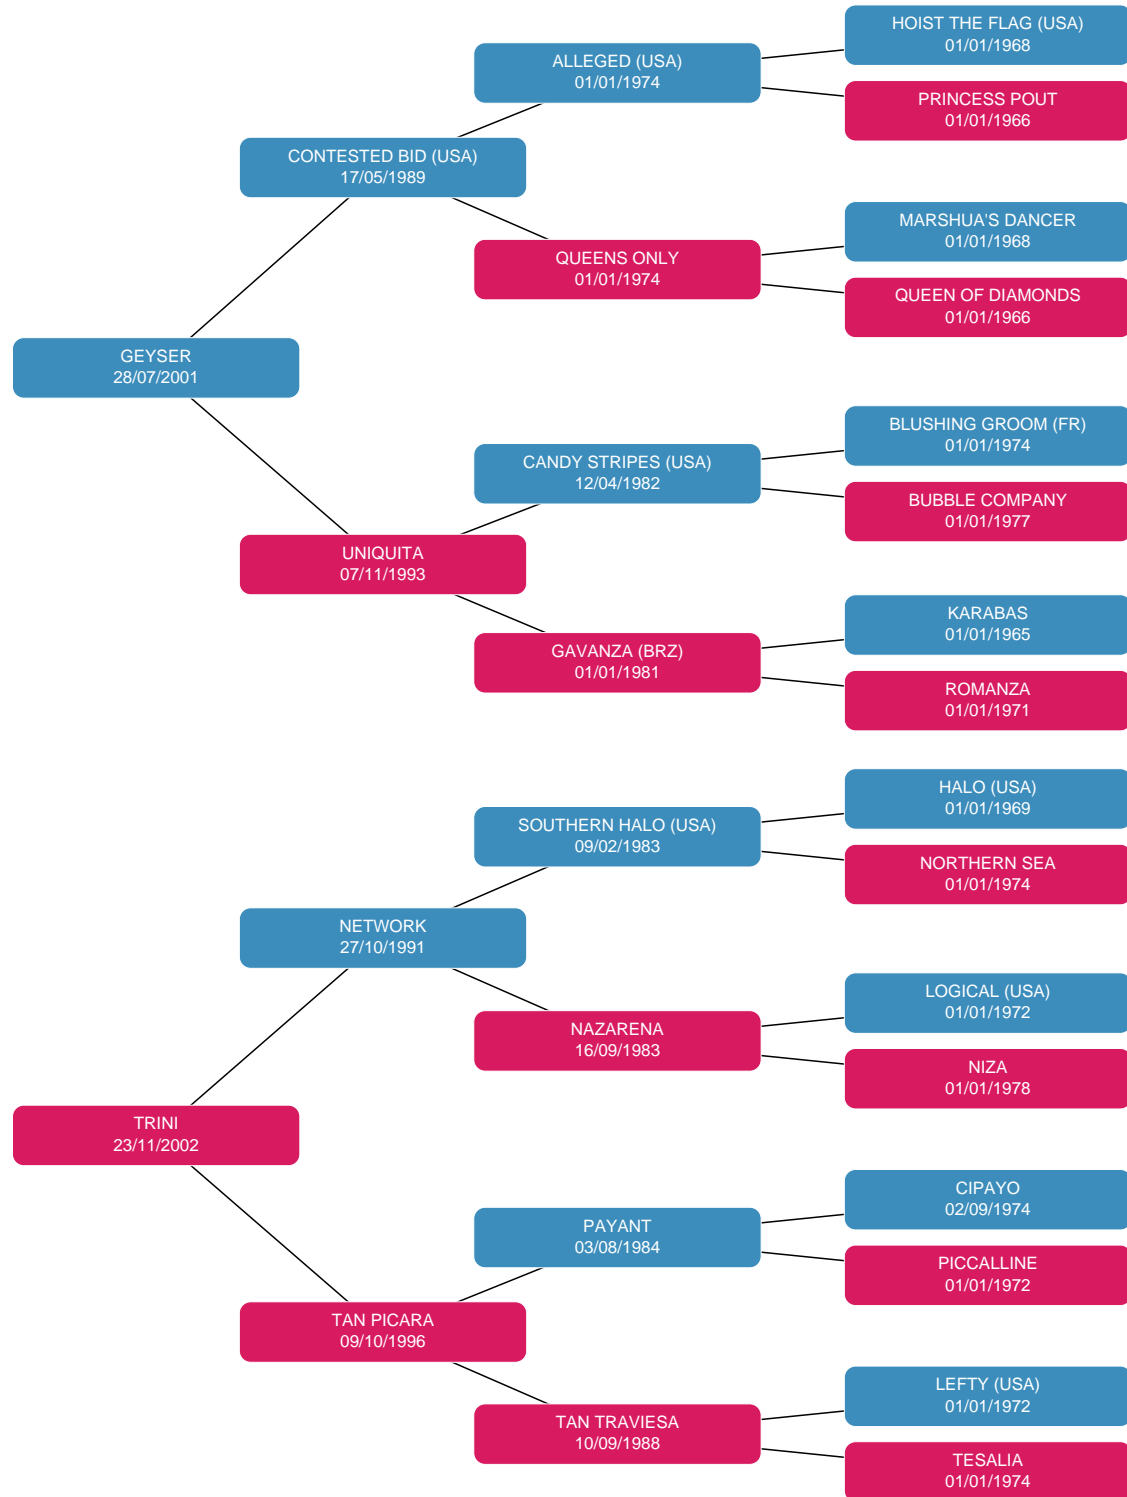 HOIST THE FLAG (USA)
01/01/1968
ALLEGED (USA)
01/01/1974
PRINCESS POUT
01/01/1966
CONTESTED BID (USA)
17/05/1989
MARSHUA'S DANCER
01/01/1968
QUEENS ONLY
01/01/1974
QUEEN OF DIAMONDS
01/01/1966
GEYSER
28/07/2001
BLUSHING GROOM (FR)
01/01/1974
CANDY STRIPES (USA)
12/04/1982
BUBBLE COMPANY
01/01/1977
UNIQUITA
07/11/1993
KARABAS
01/01/1965
GAVANZA (BRZ)
01/01/1981
ROMANZA
01/01/1971
HALO (USA)
01/01/1969
SOUTHERN HALO (USA)
09/02/1983
NORTHERN SEA
01/01/1974
NETWORK
27/10/1991
LOGICAL (USA)
01/01/1972
NAZARENA
16/09/1983
NIZA
01/01/1978
TRINI
23/11/2002
CIPAYO
02/09/1974
PAYANT
03/08/1984
PICCALLINE
01/01/1972
TAN PICARA
09/10/1996
LEFTY (USA)
01/01/1972
TAN TRAVIESA
10/09/1988
TESALIA
01/01/1974